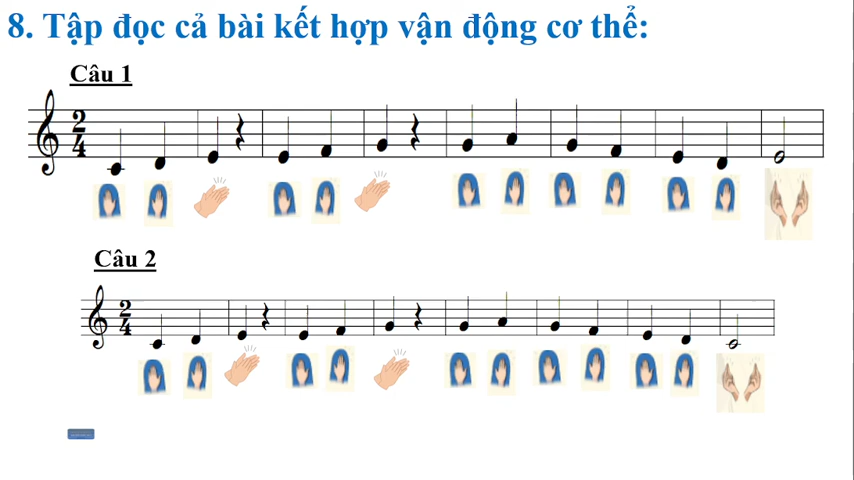 8. Tập đọc cả bài kết hợp vận động cơ thể:
Câu 1
2
4
Câu 2
2
4